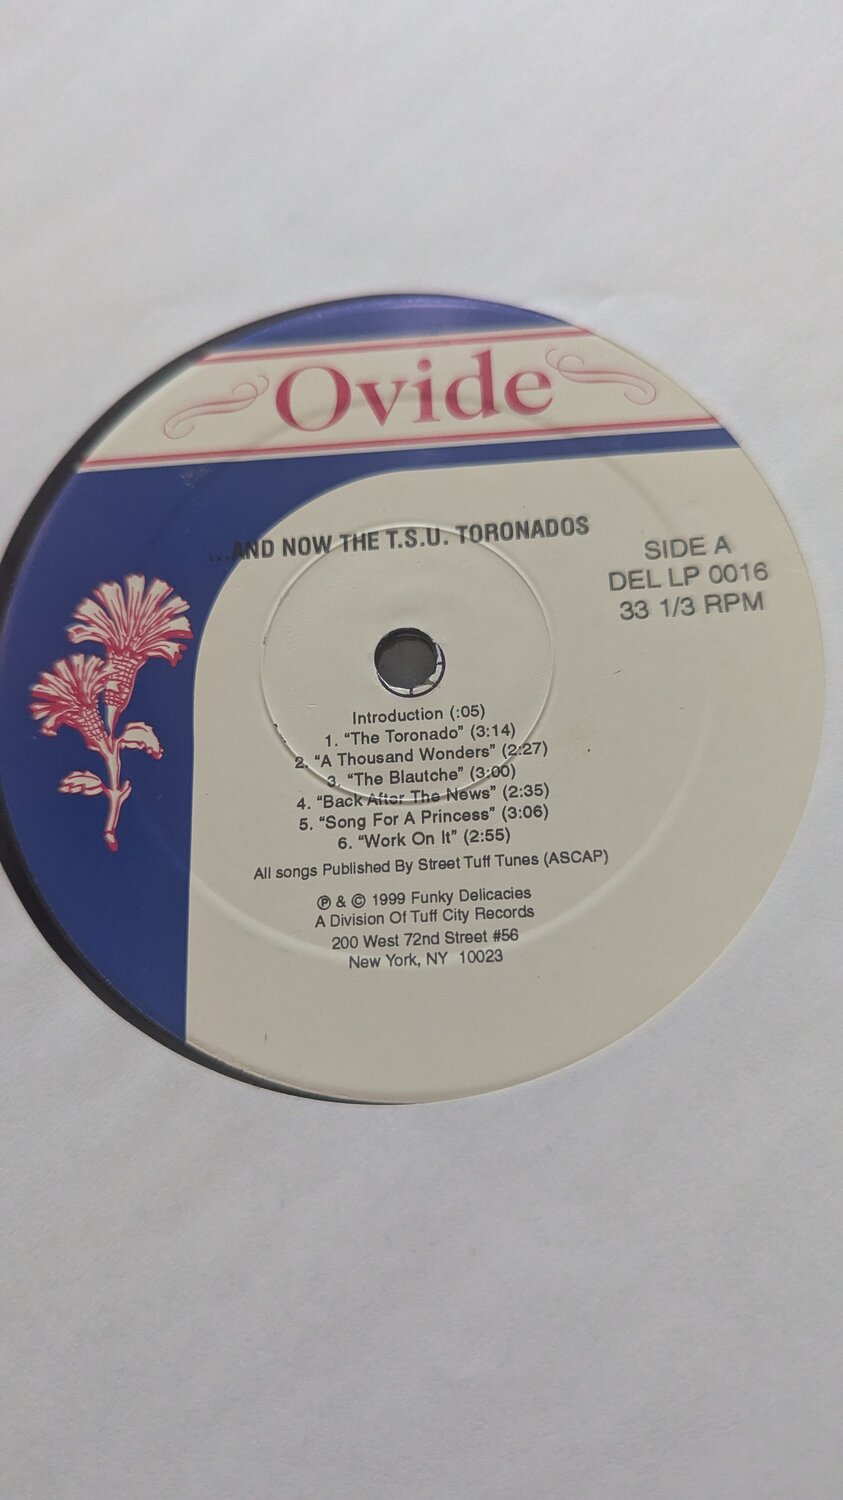 Ovide
...AND NOW THE T.S.U. TORONADOS
SIDE A
DEL LP 0016
33 1/3 RPM
Introduction (:05)
1. “The Toronado” (3:14)
2. “A Thousand Wonders” (2:27)
3. “The Blautche” (3:00)
4. “Back After The News” (2:35)
5. “Song For A Princess” (3:06)
6. “Work On It” (2:55)
All songs Published By Street Tuff Tunes (ASCAP)
℗ & © 1999 Funky Delicacies
A Division Of Tuff City Records
200 West 72nd Street #56
New York, NY 10023